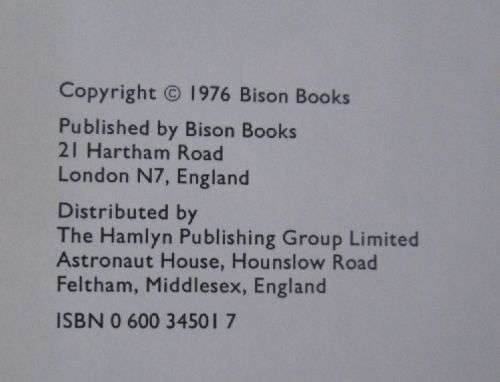 Copyright © 1976 Bison Books
Published by Bison Books
21 Hartham Road
London N7, England
Distributed by
The Hamlyn Publishing Group Limited
Astronaut House, Hounslow Road
Feltham, Middlesex, England
ISBN 0 600 34501 7